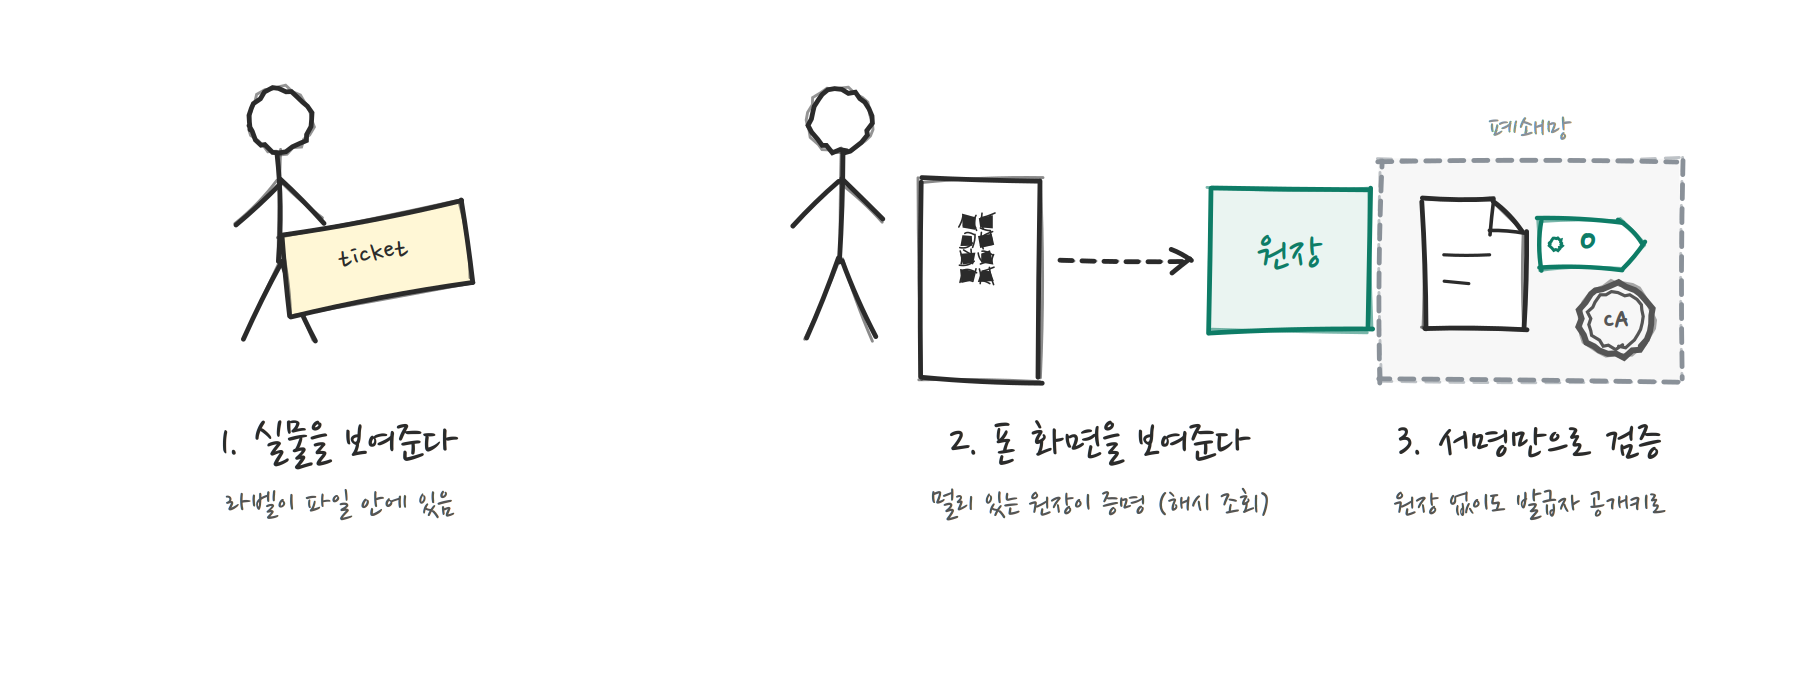 폐쇄망
ticket
원장
CA
1. 실물을 보여준다
라벨이 파일 안에 있음
2. 폰 화면을 보여준다
멀리 있는 원장이 증명 (해시 조회)
3. 서명만으로 검증
원장 없이도 발급자 공개키로